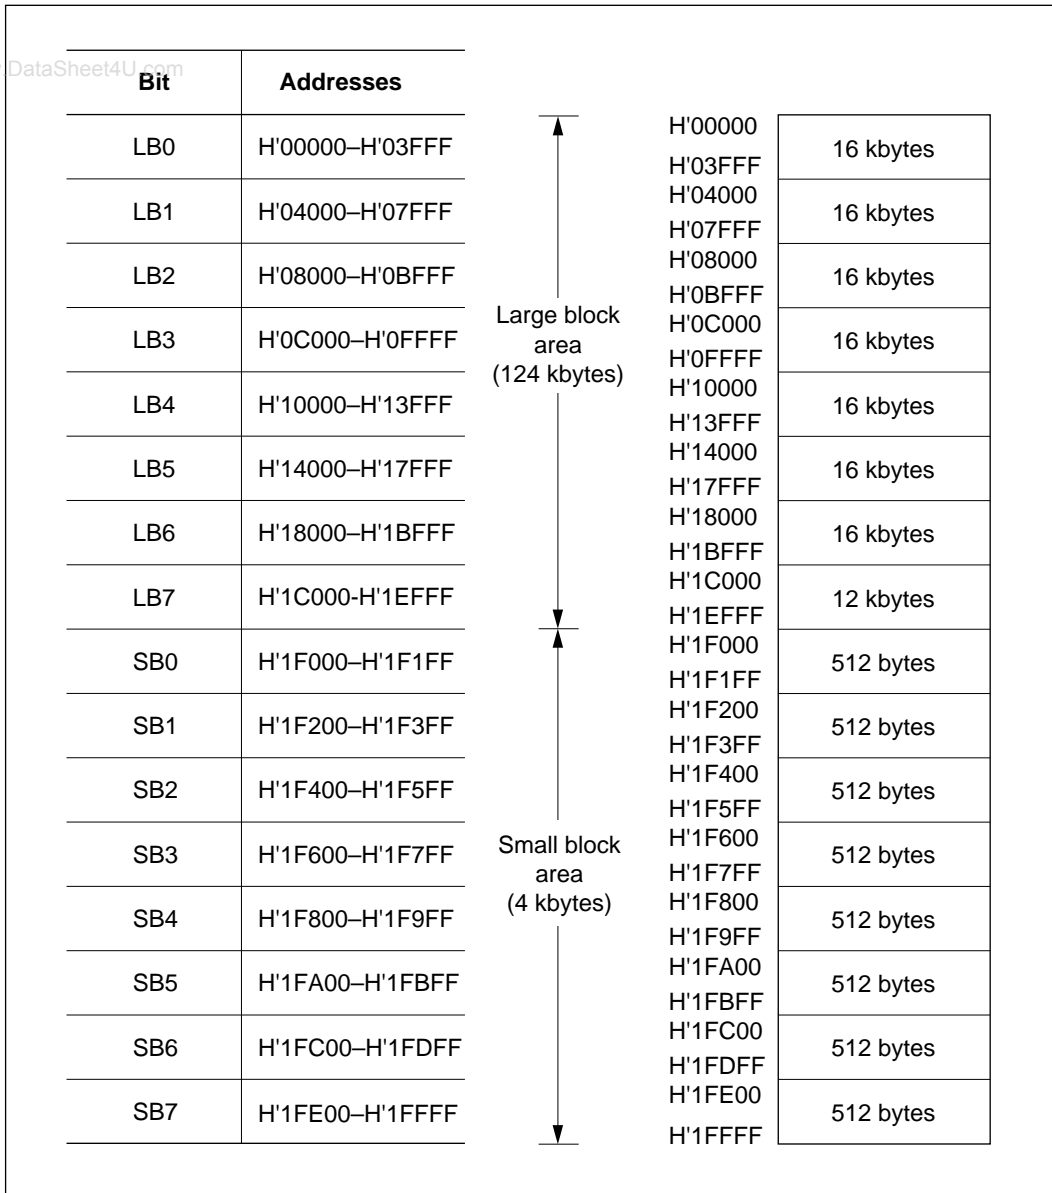 .DataSheet4U.com
Bit Addresses
LB0 H'00000–H'03FFF
LB1 H'04000–H'07FFF
LB2 H'08000–H'0BFFF
LB3 H'0C000–H'0FFFF
LB4 H'10000–H'13FFF
LB5 H'14000–H'17FFF
LB6 H'18000–H'1BFFF
LB7 H'1C000-H'1EFFF
SB0 H'1F000–H'1F1FF
SB1 H'1F200–H'1F3FF
SB2 H'1F400–H'1F5FF
SB3 H'1F600–H'1F7FF
SB4 H'1F800–H'1F9FF
SB5 H'1FA00–H'1FBFF
SB6 H'1FC00–H'1FDFF
SB7 H'1FE00–H'1FFFF
Large block
area
(124 kbytes)
Small block
area
(4 kbytes)
H'00000
16 kbytes
H'03FFF
H'04000
16 kbytes
H'07FFF
H'08000
16 kbytes
H'0BFFF
H'0C000
16 kbytes
H'0FFFF
H'10000
16 kbytes
H'13FFF
H'14000
16 kbytes
H'17FFF
H'18000
16 kbytes
H'1BFFF
H'1C000
12 kbytes
H'1EFFF
H'1F000
512 bytes
H'1F1FF
H'1F200
512 bytes
H'1F3FF
H'1F400
512 bytes
H'1F5FF
H'1F600
512 bytes
H'1F7FF
H'1F800
512 bytes
H'1F9FF
H'1FA00
512 bytes
H'1FBFF
H'1FC00
512 bytes
H'1FDFF
H'1FE00
512 bytes
H'1FFFF